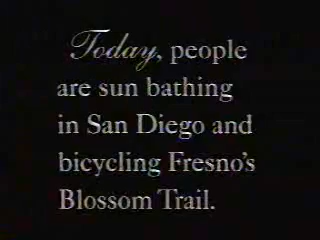 Today, people
are sun bathing
in San Diego and
bicycling Fresno's
Blossom Trail.